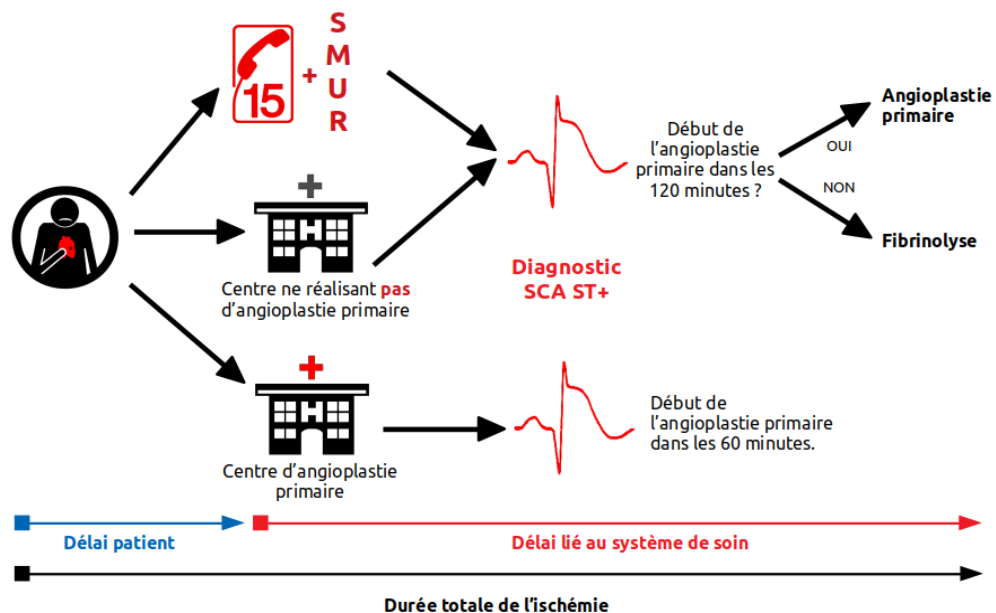 15
+
S
M
U
R
Début de
l’angioplastie
primaire dans les
120 minutes ?
OUI
NON
Angioplastie
primaire
Fibrinolyse
Diagnostic
SCA ST+
H
Centre ne réalisant pas
d’angioplastie primaire
H
Centre d’angioplastie
primaire
Début de
l’angioplastie primaire
dans les 60 minutes.
Délai patient
Délai lié au système de soin
Durée totale de l’ischémie